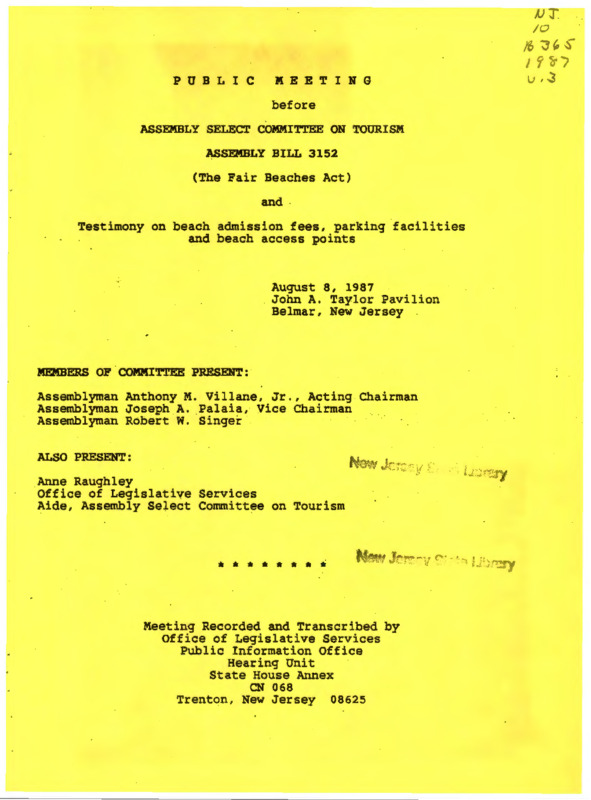 NJ
10
B365
1987
v.3
PUBLIC MEETING
before
ASSEMBLY SELECT COMMITTEE ON TOURISM
ASSEMBLY BILL 3152
(The Fair Beaches Act)
and
Testimony on beach admission fees, parking facilities
and beach access points
August 8, 1987
John A. Taylor Pavilion
Belmar, New Jersey
MEMBERS OF COMMITTEE PRESENT:
Assemblyman Anthony M. Villane, Jr., Acting Chairman
Assemblyman Joseph A. Palaia, Vice Chairman
Assemblyman Robert W. Singer
ALSO PRESENT:
New Jersey State Library
Anne Raughley
Office of Legislative Services
Aide, Assembly Select Committee on Tourism
* * * * * * * *
New Jersey State Library
Meeting Recorded and Transcribed by
Office of Legislative Services
Public Information Office
Hearing Unit
State House Annex
CN 068
Trenton, New Jersey 08625